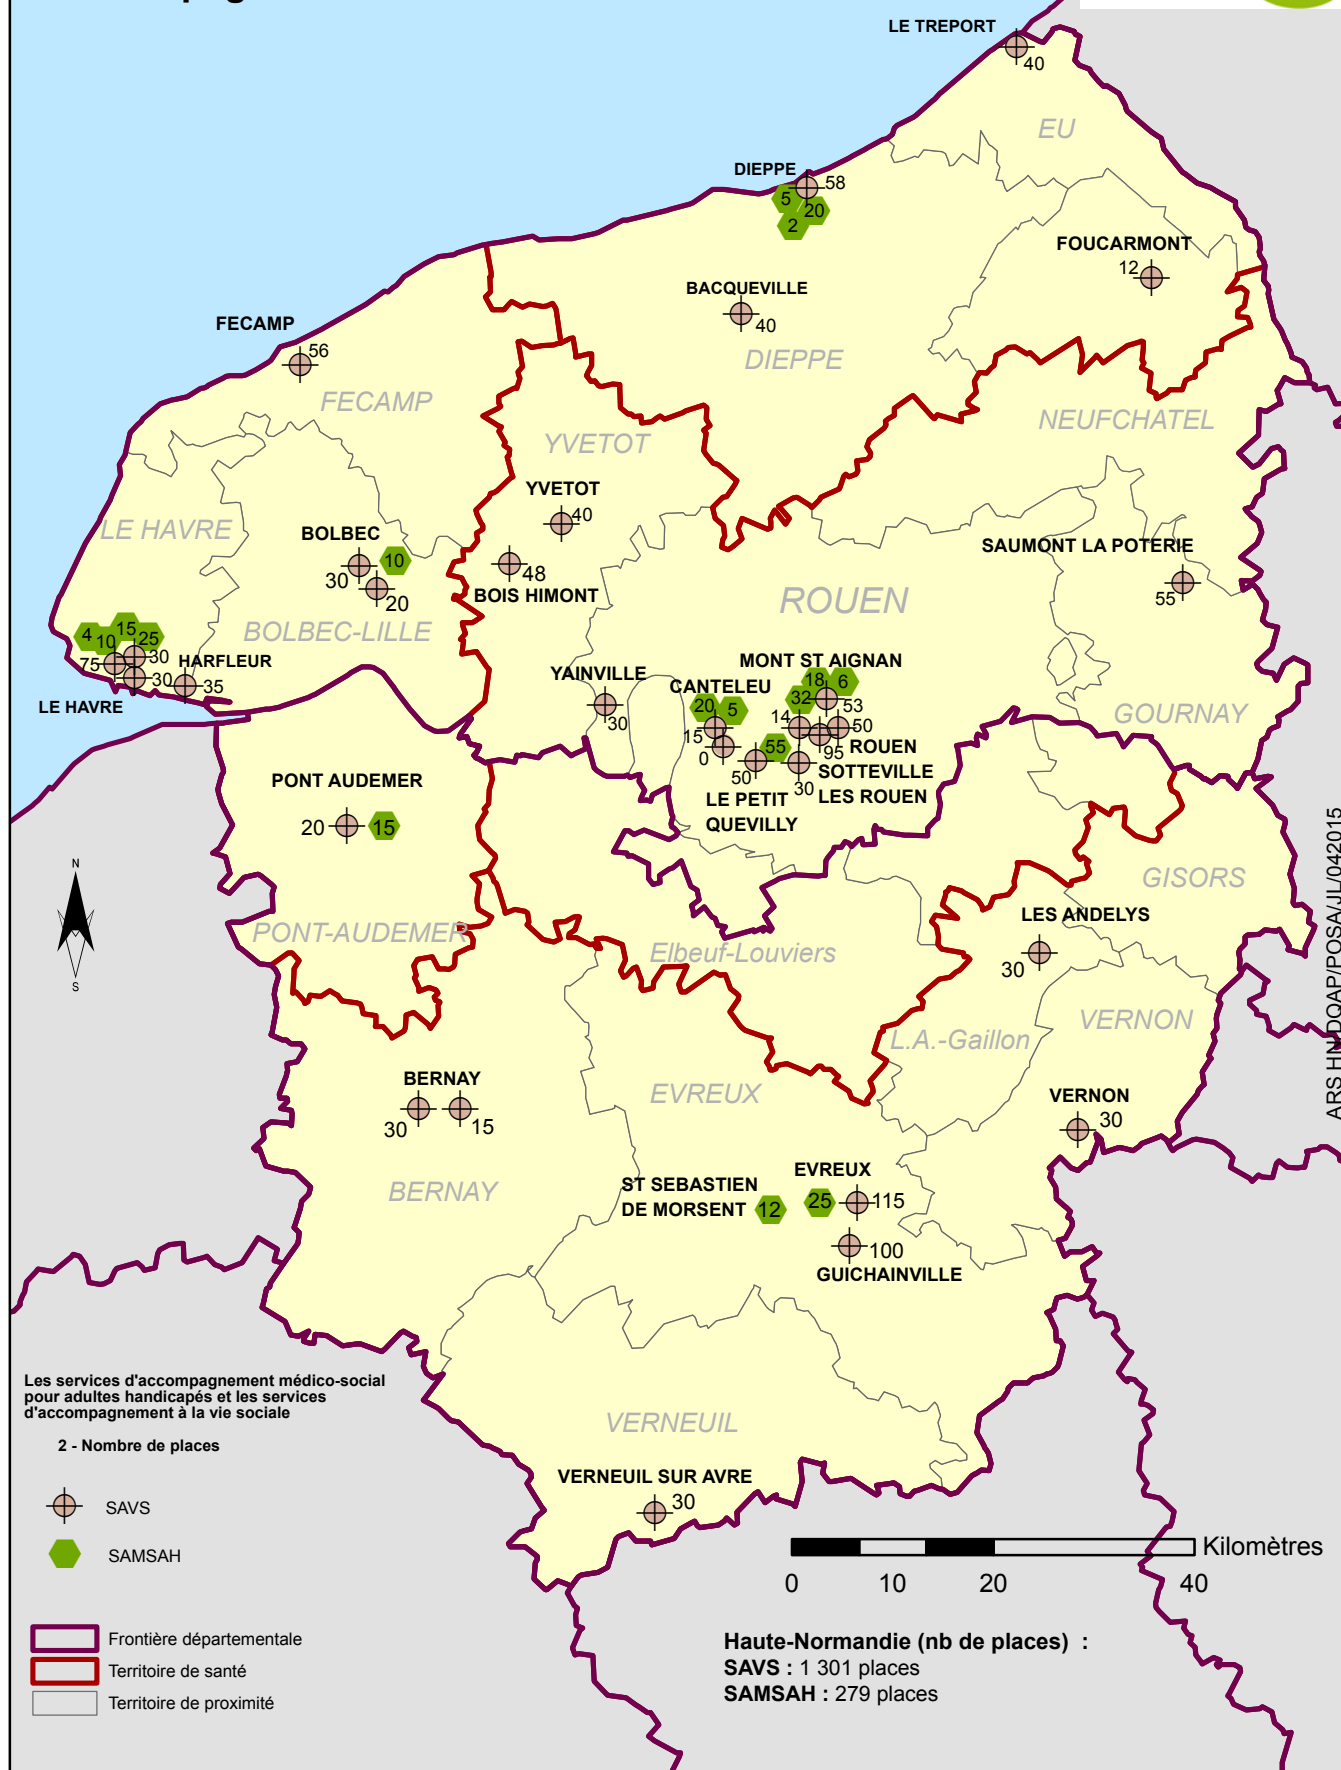 LE TREPORT
40
EU
DIEPPE
58
5
20
2
FOUCARMONT
12
BACQUEVILLE
40
DIEPPE
FECAMP
56
FECAMP
NEUFCHATEL
YVETOT
YVETOT
40
LE HAVRE
BOLBEC
10
30
20
48
BOIS HIMONT
SAUMONT LA POTERIE
55
ROUEN
BOLBEC-LILLE
4
10
15
25
30
75
30
HARFLEUR
35
LE HAVRE
YAINVILLE
30
MONT ST AIGNAN
CANTELEU
18
6
32
53
20
5
14
50
15
95
ROUEN
0
55
50
30
SOTTEVILLE
LES ROUEN
LE PETIT
QUEVILLY
GOURNAY
PONT AUDEMER
20
15
PONT-AUDEMER
N
S
GISORS
LES ANDELYS
30
Elbeuf-Louviers
VERNON
L.A.-Gaillon
EVREUX
BERNAY
30
15
VERNON
30
BERNAY
ST SEBASTIEN
DE MORSENT
12
EVREUX
25
115
100
GUICHAINVILLE
ARS HN/DQAP/POSA/JL/042015
Les services d'accompagnement médico-social
pour adultes handicapés et les services
d'accompagnement à la vie sociale
2 - Nombre de places
SAVS
SAMSAH
VERNEUIL
VERNEUIL SUR AVRE
30
Kilomètres
0 10 20 40
Frontière départementale
Territoire de santé
Territoire de proximité
Haute-Normandie (nb de places) :
SAVS : 1 301 places
SAMSAH : 279 places